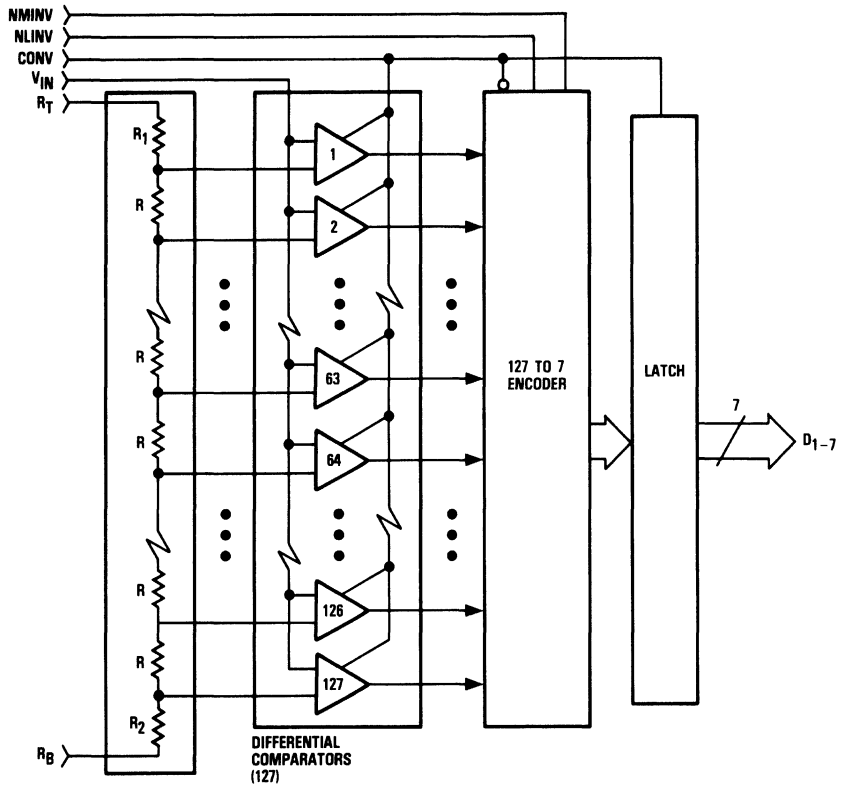 NMINV
NLINV
CONV
VIN
RT
R1
R
R
R
R
R
R2
RB
1
2
63
64
126
127
DIFFERENTIAL
COMPARATORS
(127)
127 TO 7
ENCODER
LATCH
7
D1-7